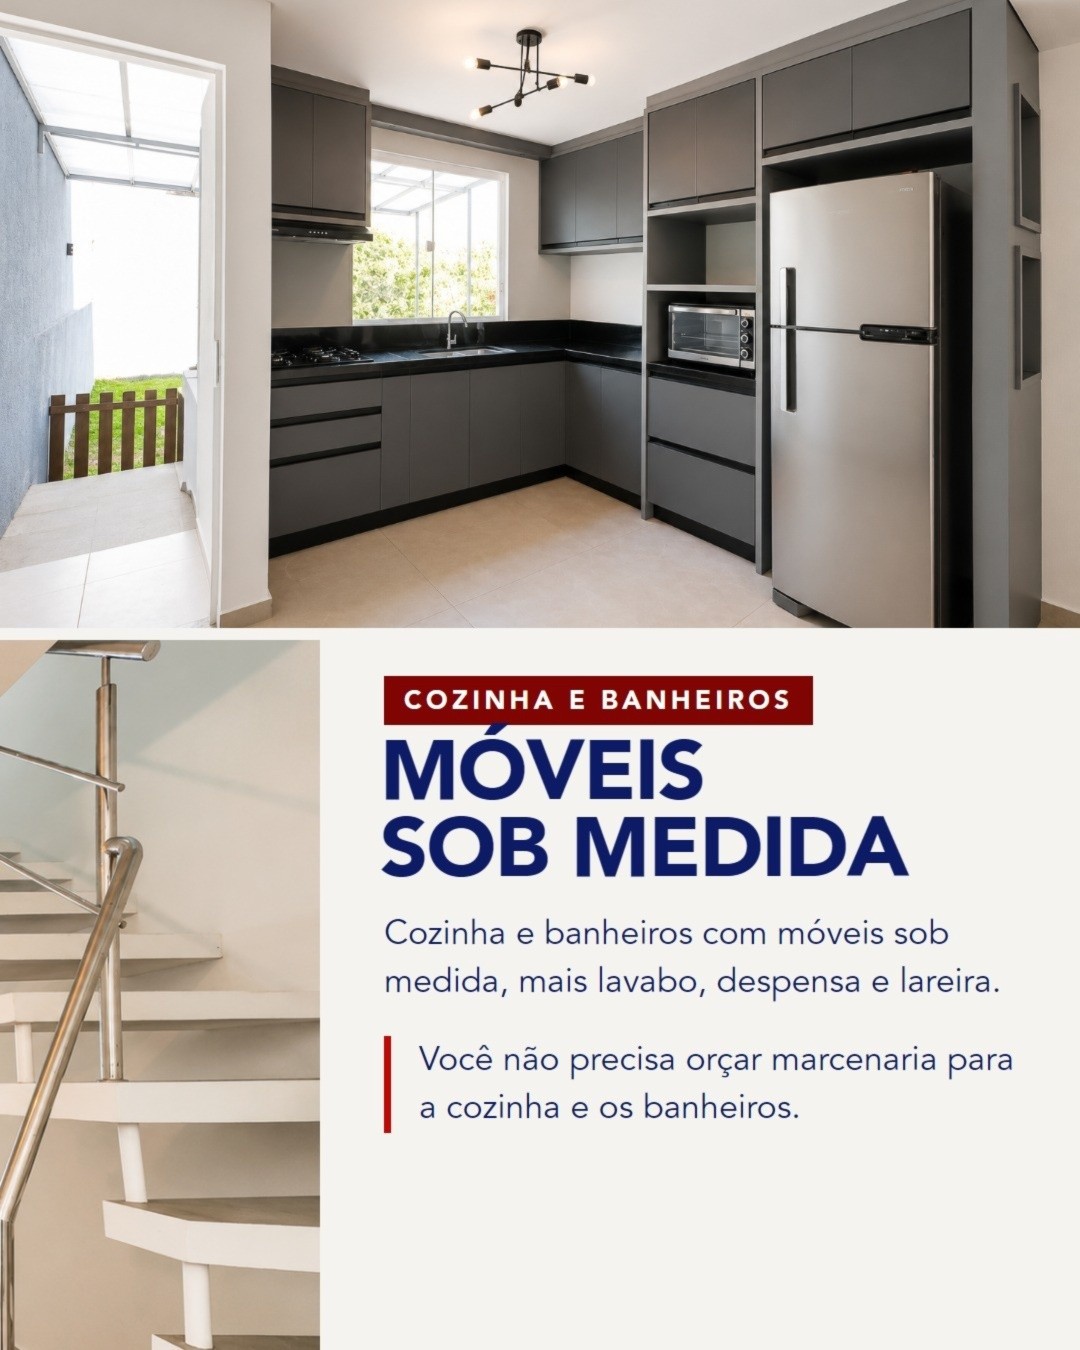 COZINHA E BANHEIROS
MÓVEIS
SOB MEDIDA
Cozinha e banheiros com móveis sob
medida, mais lavabo, despensa e lareira.
Você não precisa orçar marcenaria para
a cozinha e os banheiros.